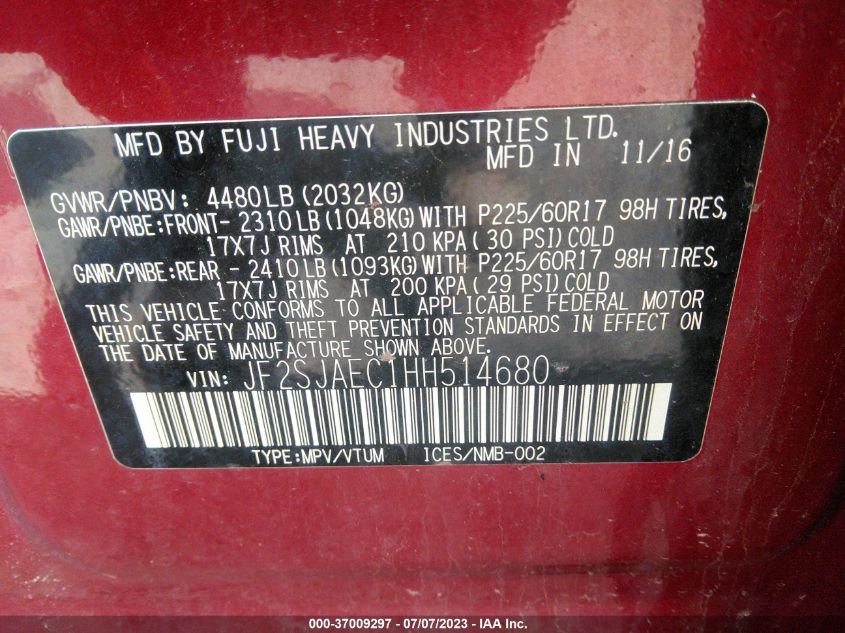 MFD BY FUJI HEAVY INDUSTRIES LTD.
MFD IN 11/16
GVWR/PNBV: 4480LB (2032KG)
GAWR/PNBE:FRONT- 2310LB (1048KG)WITH P225/60R17 98H TIRES,
17X7J RIMS AT 210 KPA (30 PSI)COLD
GAWR/PNBE:REAR - 2410LB (1093KG)WITH P225/60R17 98H TIRES,
17X7J RIMS AT 200 KPA (29 PSI)COLD
THIS VEHICLE CONFORMS TO ALL APPLICABLE FEDERAL MOTOR
VEHICLE SAFETY AND THEFT PREVENTION STANDARDS IN EFFECT ON
THE DATE OF MANUFACTURE SHOWN ABOVE.
VIN: JF2SJAEC1HH514680
TYPE:MPV/VTUM ICES/NMB-002
000-37009297 - 07/07/2023 - IAA Inc.